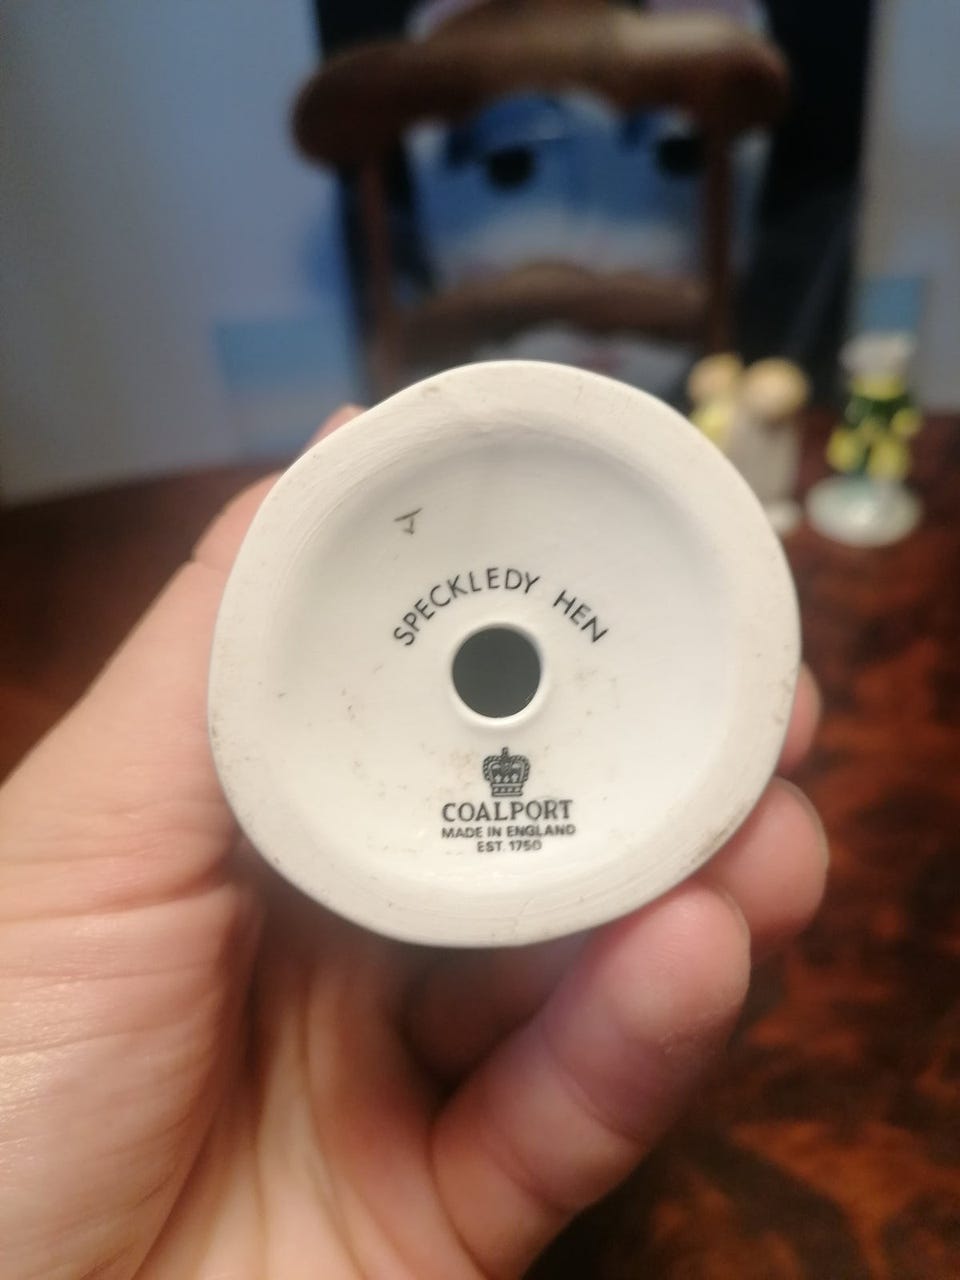 SPECKLEDY HEN
COALPORT
MADE IN ENGLAND
EST. 1750